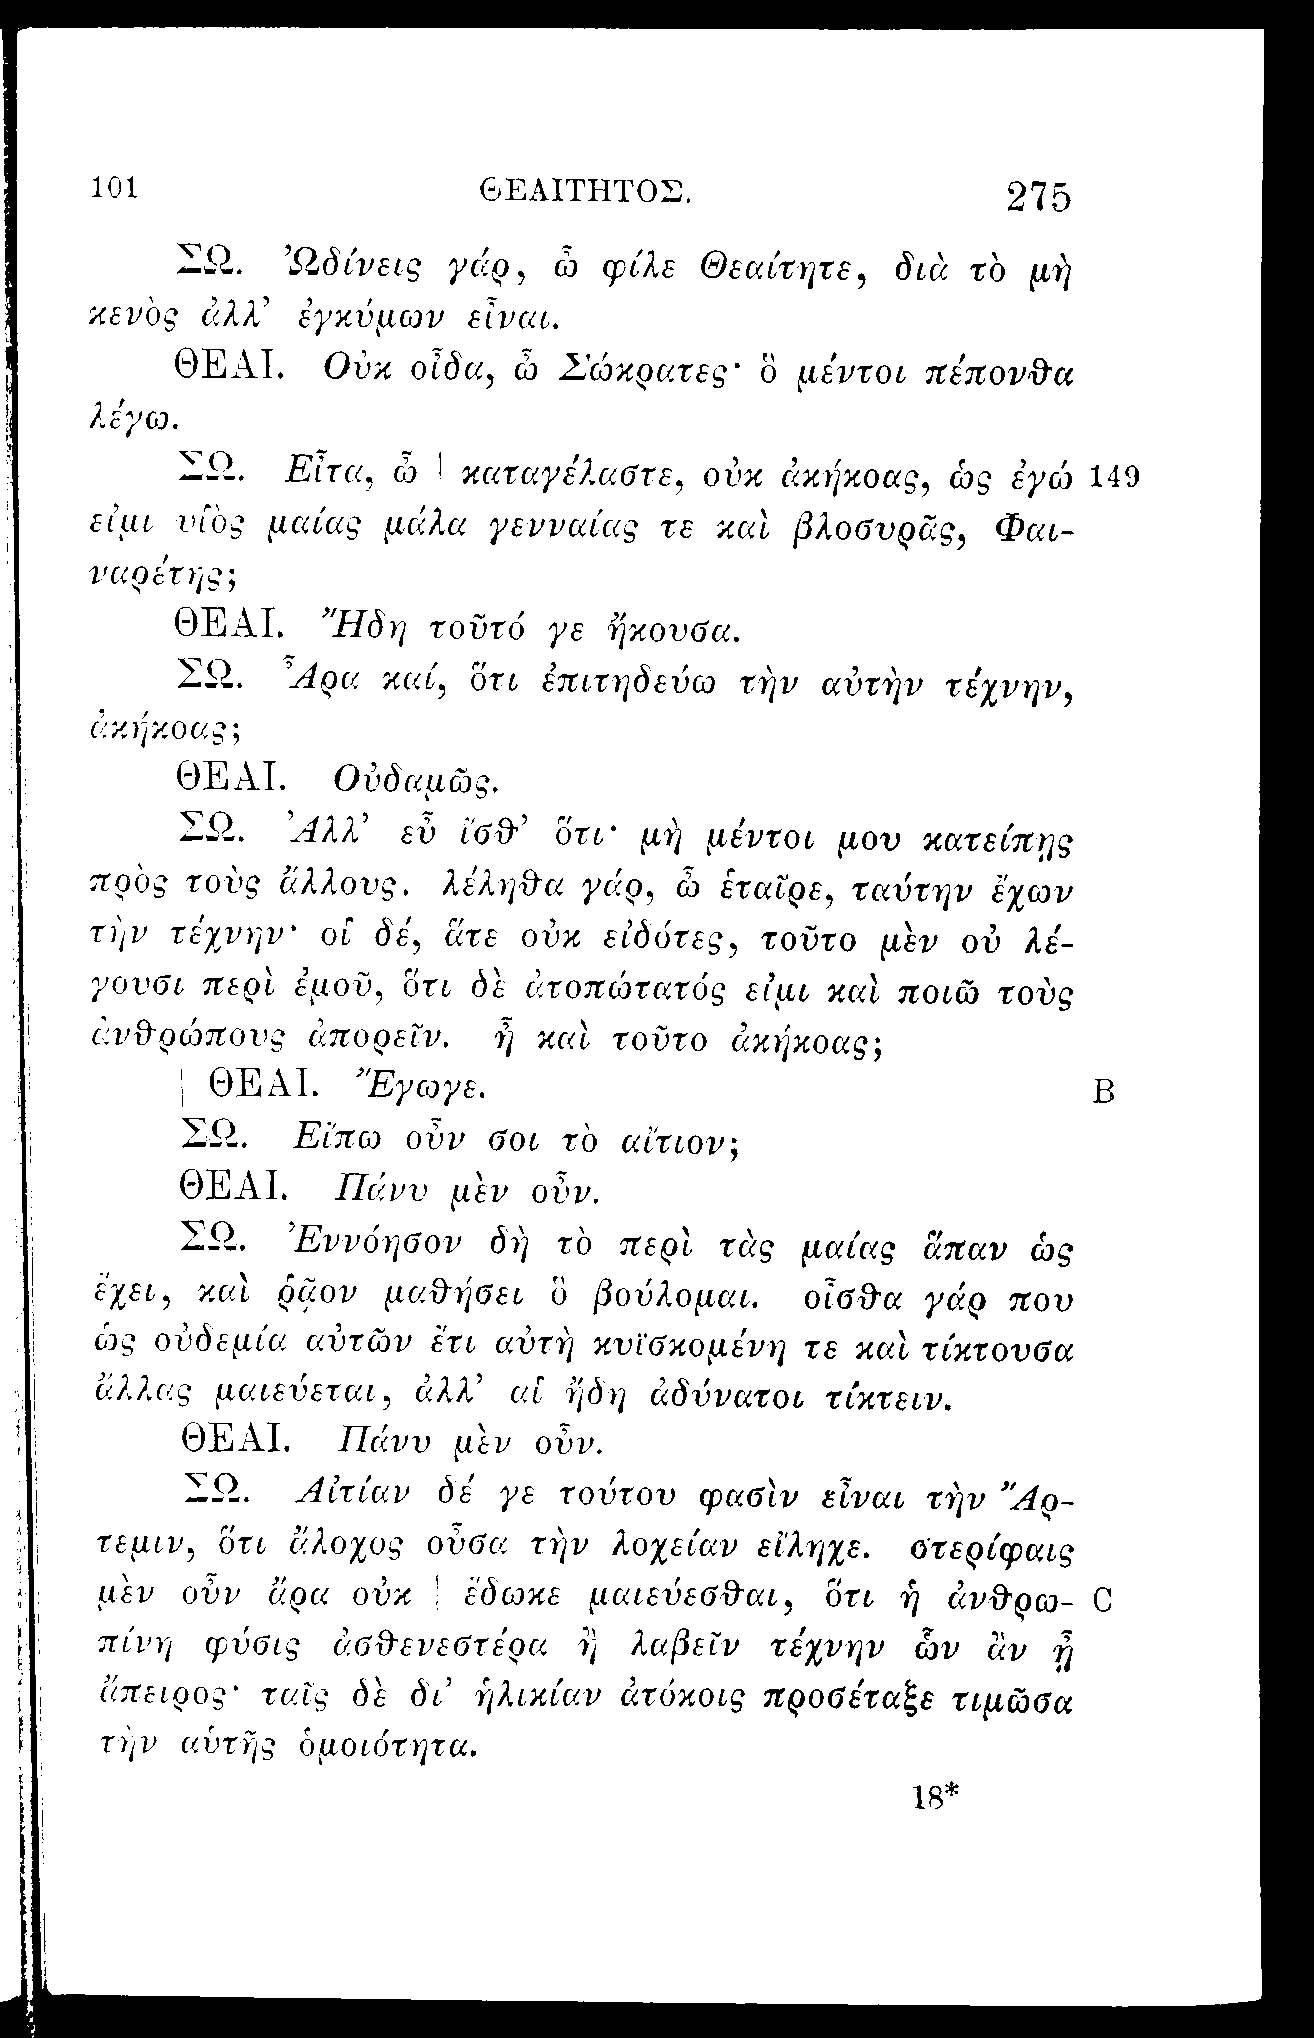 101 ΘΕΑΙΤΗΤΟΣ. 275
ΣΩ. Ὠδίνεις γάρ, ὦ φίλε Θεαίτητε, διὰ τὸ μὴ
κενὸς ἀλλ’ ἐγκύμων εἶναι.
ΘΕΑΙ. Οὐκ οἶδα, ὦ Σώκρατες· ὃ μέντοι πέπονθα
λέγω.
ΣΩ. Εἶτα, ὦ | καταγέλαστε, οὐκ ἀκήκοας, ὡς ἐγώ 149
εἰμι υἱὸς μαίας μάλα γενναίας τε καὶ βλοσυρᾶς, Φαι-
ναρέτης;
ΘΕΑΙ. Ἤδη τοῦτό γε ἤκουσα.
ΣΩ. Ἆρα καί, ὅτι ἐπιτηδεύω τὴν αὐτὴν τέχνην,
ἀκήκοας;
ΘΕΑΙ. Οὐδαμῶς.
ΣΩ. Ἀλλ’ εὖ ἴσθ’ ὅτι· μὴ μέντοι μου κατείπῃς
πρὸς τοὺς ἄλλους. λέληθα γάρ, ὦ ἑταῖρε, ταύτην ἔχων
τὴν τέχνην· οἱ δέ, ἅτε οὐκ εἰδότες, τοῦτο μὲν οὐ λέ-
γουσι περὶ ἐμοῦ, ὅτι δὲ ἀτοπώτατός εἰμι καὶ ποιῶ τοὺς
ἀνθρώπους ἀπορεῖν. ἦ καὶ τοῦτο ἀκήκοας;
| ΘΕΑΙ. Ἔγωγε. B
ΣΩ. Εἴπω οὖν σοι τὸ αἴτιον;
ΘΕΑΙ. Πάνυ μὲν οὖν.
ΣΩ. Ἐννόησον δὴ τὸ περὶ τὰς μαίας ἅπαν ὡς
ἔχει, καὶ ῥᾷον μαθήσει ὃ βούλομαι. οἶσθα γάρ που
ὡς οὐδεμία αὐτῶν ἔτι αὐτὴ κυϊσκομένη τε καὶ τίκτουσα
ἄλλας μαιεύεται, ἀλλ’ αἱ ἤδη ἀδύνατοι τίκτειν.
ΘΕΑΙ. Πάνυ μὲν οὖν.
ΣΩ. Αἰτίαν δέ γε τούτου φασὶν εἶναι τὴν Ἄρ-
τεμιν, ὅτι ἄλοχος οὖσα τὴν λοχείαν εἴληχε. στερίφαις
μὲν οὖν ἄρα οὐκ | ἔδωκε μαιεύεσθαι, ὅτι ἡ ἀνθρω- C
πίνη φύσις ἀσθενεστέρα ἢ λαβεῖν τέχνην ὧν ἂν ᾖ
ἄπειρος· ταῖς δὲ δι’ ἡλικίαν ἀτόκοις προσέταξε τιμῶσα
τὴν αὑτῆς ὁμοιότητα.
18*